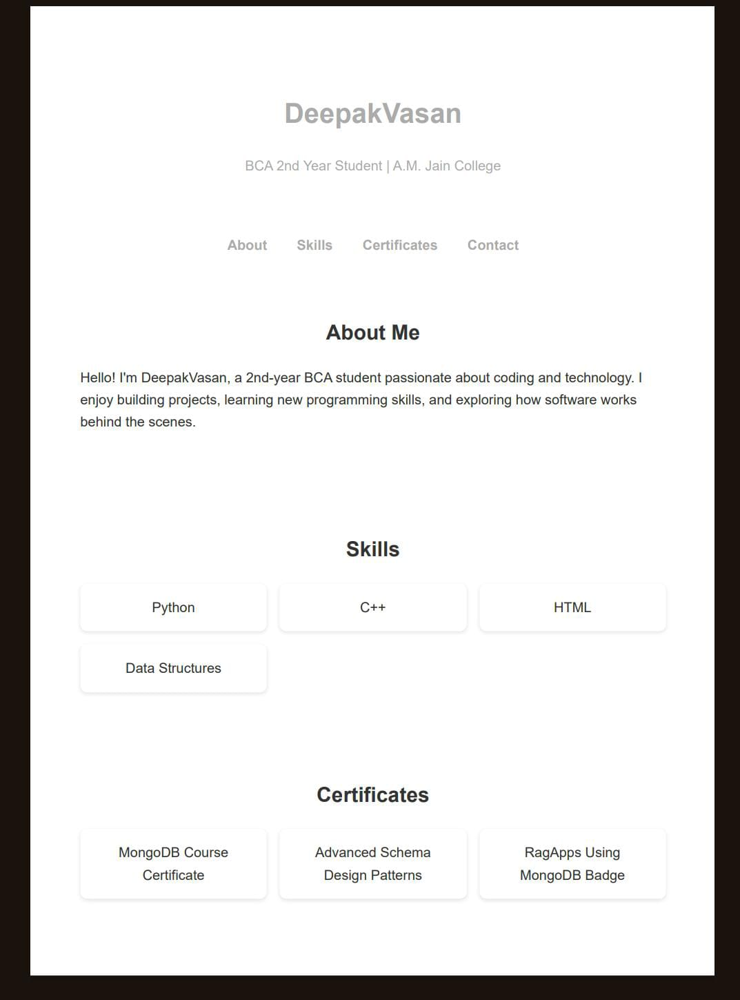 DeepakVasan
BCA 2nd Year Student | A.M. Jain College
About Skills Certificates Contact
About Me
Hello! I'm DeepakVasan, a 2nd-year BCA student passionate about coding and technology. I
enjoy building projects, learning new programming skills, and exploring how software works
behind the scenes.
Skills
Python
C++
HTML
Data Structures
Certificates
MongoDB Course
Certificate
Advanced Schema
Design Patterns
RagApps Using
MongoDB Badge